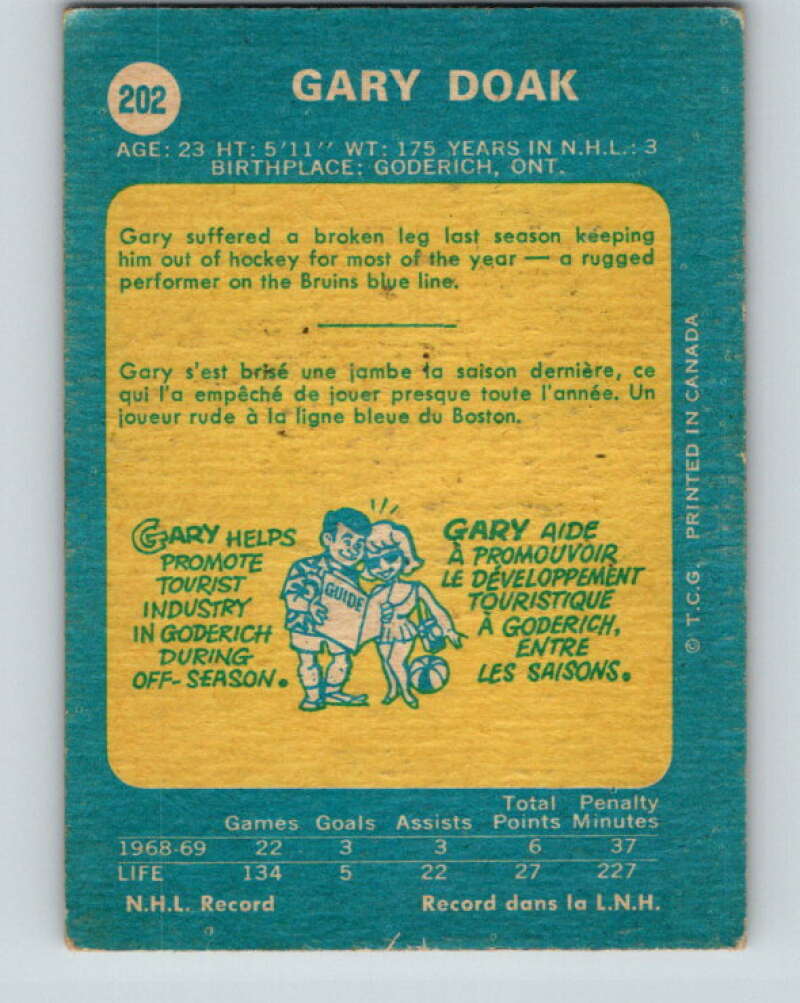 202
GARY DOAK
AGE: 23 HT: 5'11" WT: 175 YEARS IN N.H.L.: 3
BIRTHPLACE: GODERICH, ONT.
Gary suffered a broken leg last season keeping
him out of hockey for most of the year — a rugged
performer on the Bruins blue line.
Gary s'est brisé une jambe la saison dernière, ce
qui l'a empêché de jouer presque toute l'année. Un
joueur rude à la ligne bleue du Boston.
GARY HELPS
PROMOTE
TOURIST
INDUSTRY
IN GODERICH
DURING
OFF-SEASON.
GUIDE
GARY AIDE
À PROMOUVOIR
LE DÉVELOPPEMENT
TOURISTIQUE
À GODERICH,
ENTRE
LES SAISONS.
© T.C.G. PRINTED IN CANADA
Total Penalty
Games Goals Assists Points Minutes
1968-69 22 3 3 6 37
LIFE 134 5 22 27 227
N.H.L. Record Record dans la L.N.H.